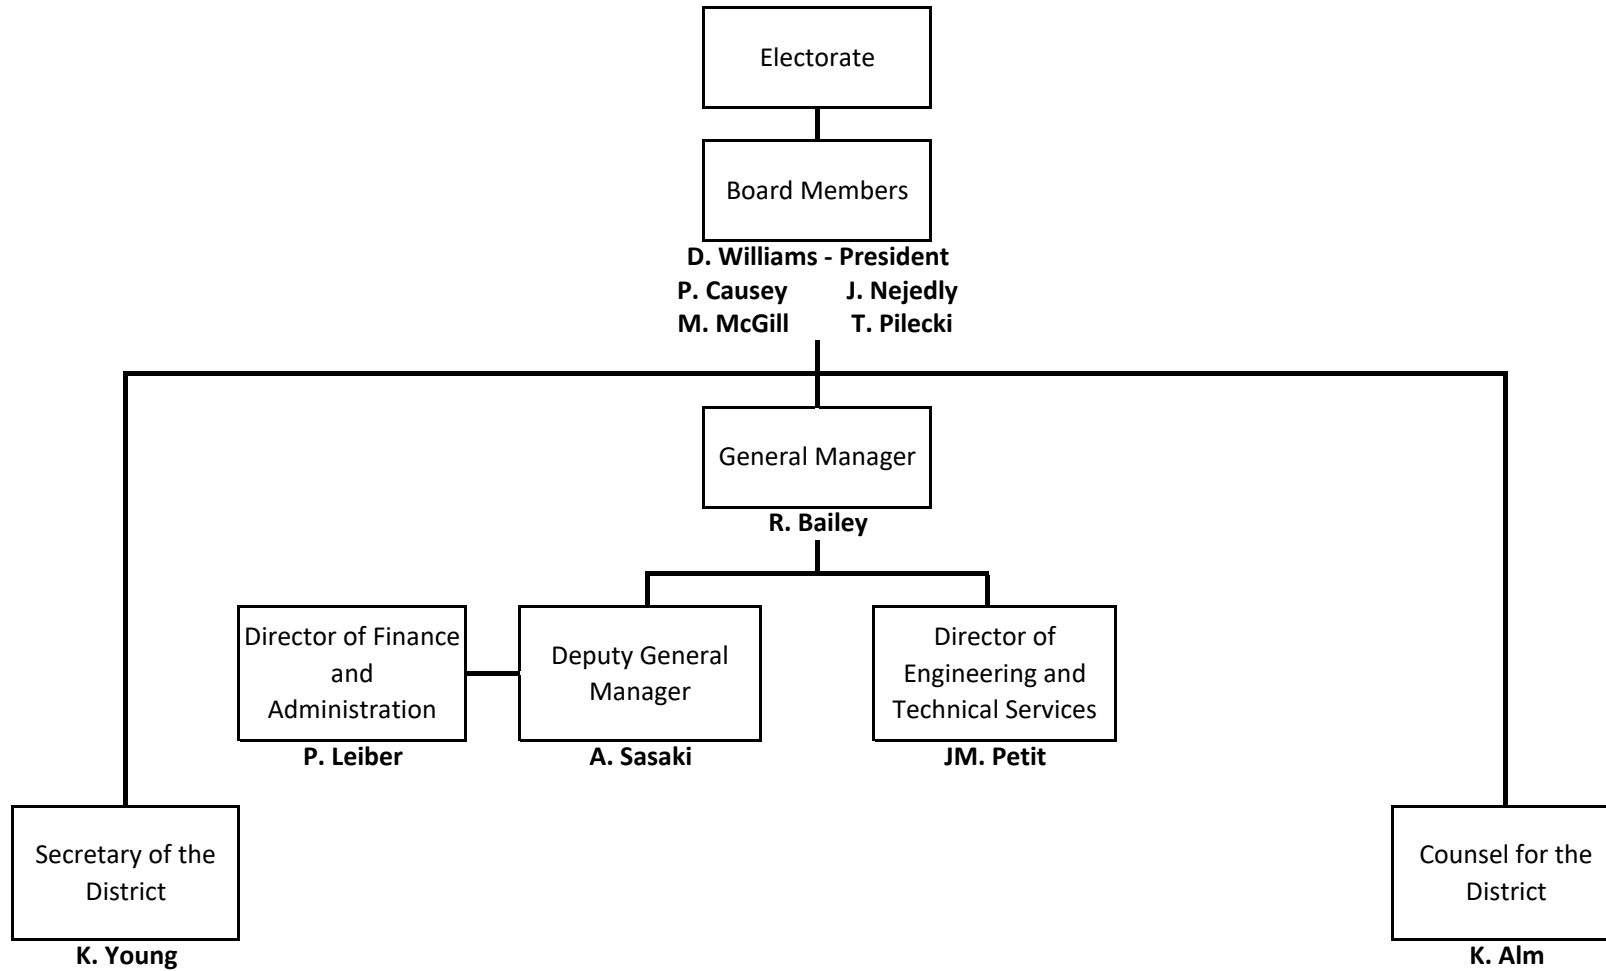 Electorate
Board Members
D. Williams - President
P. Causey J. Nejedly
M. McGill T. Pilecki
General Manager
R. Bailey
Director of Finance
and
Administration
P. Leiber
Deputy General
Manager
A. Sasaki
Director of
Engineering and
Technical Services
JM. Petit
Secretary of the
District
K. Young
Counsel for the
District
K. Alm